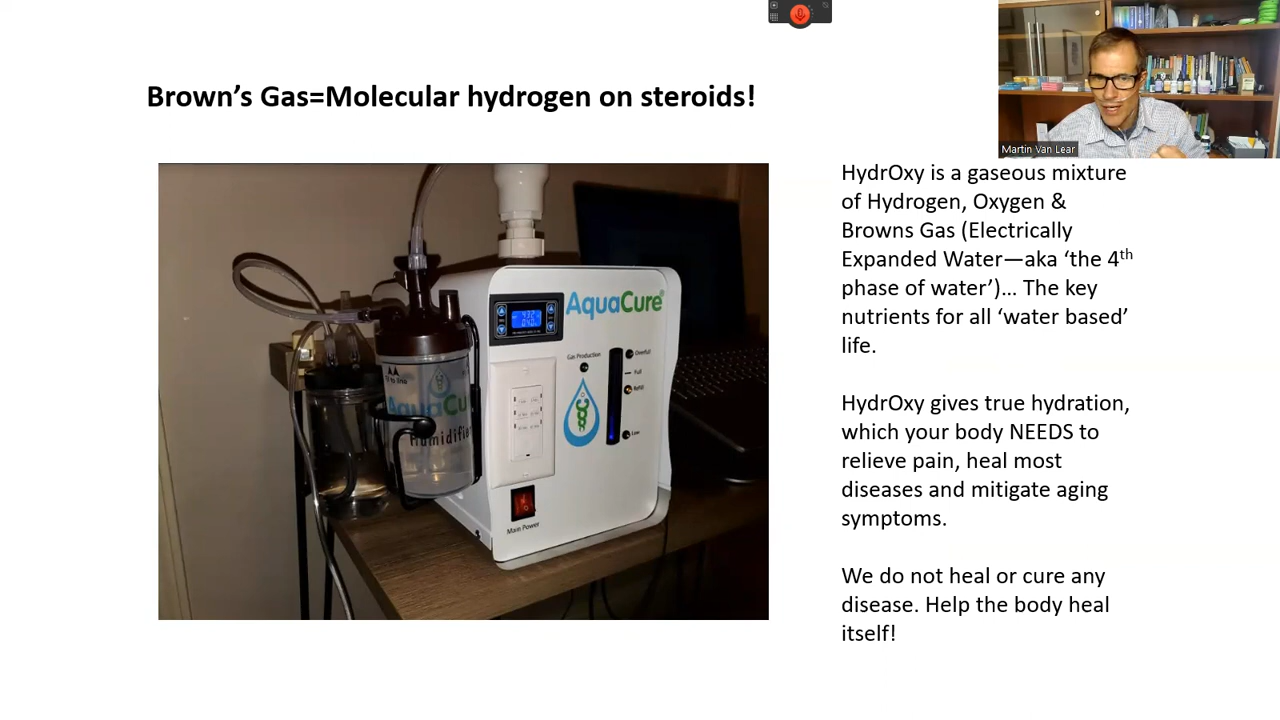 Brown’s Gas=Molecular hydrogen on steroids!
Martin Van Lear
HydrOxy is a gaseous mixture
of Hydrogen, Oxygen &
Browns Gas (Electrically
Expanded Water—aka ‘the 4th
phase of water’)… The key
nutrients for all ‘water based’
life.
HydrOxy gives true hydration,
which your body NEEDS to
relieve pain, heal most
diseases and mitigate aging
symptoms.
We do not heal or cure any
disease. Help the body heal
itself!
AquaCure®
Gas Production
Overfull
Full
Refill
Low
AquaCu
Humidifie
Main Power